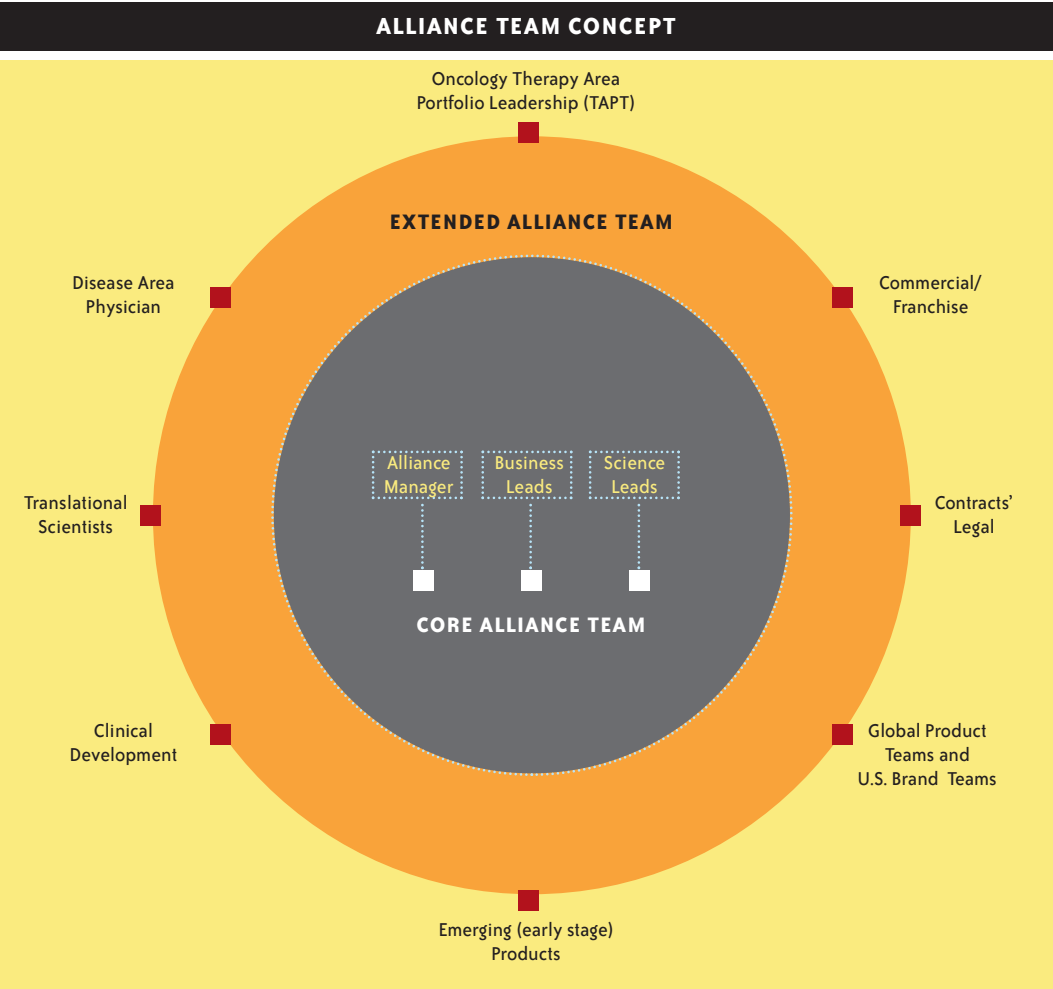 ALLIANCE TEAM CONCEPT
Oncology Therapy Area
Portfolio Leadership (TAPT)
EXTENDED ALLIANCE TEAM
Disease Area
Physician
Commercial/
Franchise
Alliance
Manager
Business
Leads
Science
Leads
Translational
Scientists
Contracts’
Legal
CORE ALLIANCE TEAM
Clinical
Development
Global Product
Teams and
U.S. Brand Teams
Emerging (early stage)
Products